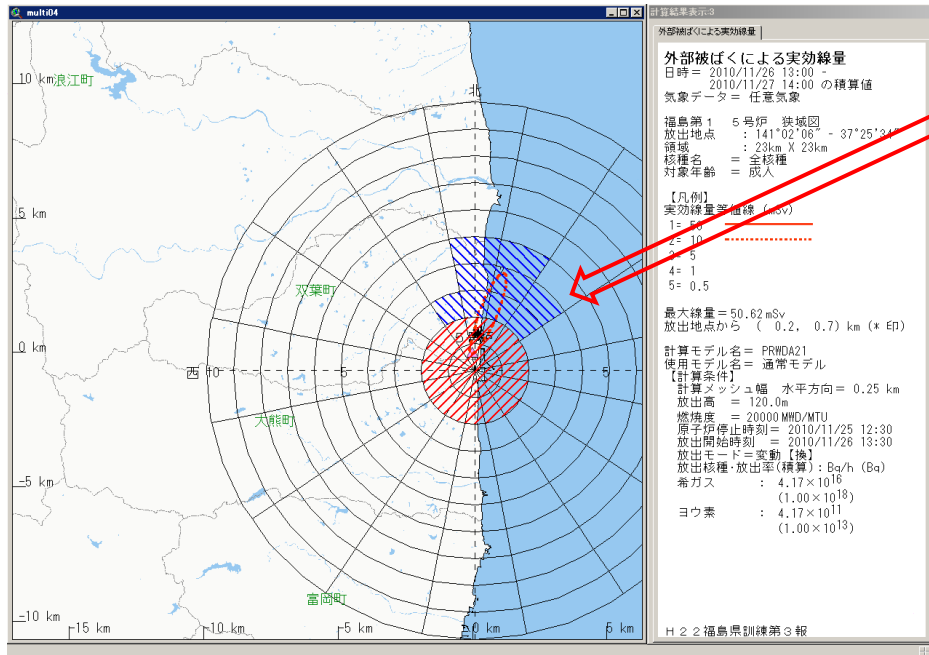 multi04
10 km
浪江町
北
5 km
双葉町
0 km
西
10
5
5
大熊町
-5 km
富岡町
-10 km
-15 km
-10 km
-5 km
0 km
5 km
計算結果表示:3
外部被ばくによる実効線量
外部被ばくによる実効線量
日時= 2010/11/26 13:00 -
2010/11/27 14:00 の積算値
気象データ= 任意気象
福島第1 5号炉 狭域図
放出地点 : 141°02'06" - 37°25'34"
領域 : 23km X 23km
核種名 = 全核種
対象年齢 = 成人
【凡例】
実効線量等値線 (mSv)
1= 50
2= 10
3= 5
4= 1
5= 0.5
最大線量=50.62mSv
放出地点から ( 0.2, 0.7) km (* 印)
計算モデル名= PRWDA21
使用モデル名= 通常モデル
【計算条件】
計算メッシュ幅 水平方向= 0.25 km
放出高 = 120.0m
燃焼度 = 20000MWD/MTU
原子炉停止時刻= 2010/11/25 12:30
放出開始時刻 = 2010/11/26 13:30
放出モード=変動【換】
放出核種・放出率(積算):Bq/h (Bq)
希ガス : 4.17×10¹⁶
(1.00×10¹⁸)
ヨウ素 : 4.17×10¹¹
(1.00×10¹³)
H22福島県訓練第3報